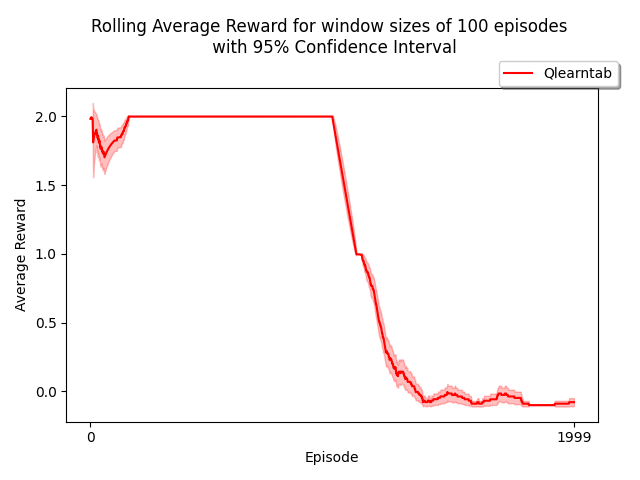 Rolling Average Reward for window sizes of 100 episodes
with 95% Confidence Interval
Qlearntab
2.0
1.5
1.0
0.5
0.0
Average Reward
0
1999
Episode